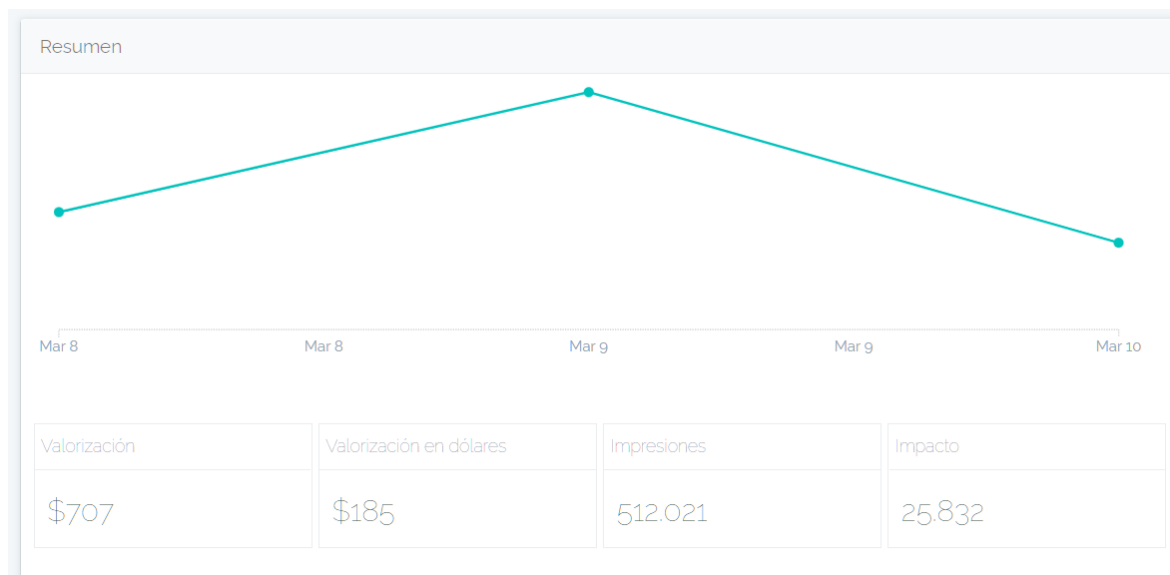 Resumen
Mar 8 Mar 8 Mar 9 Mar 9 Mar 10
Valorización Valorización en dólares Impresiones Impacto
$707 $185 512.021 25.832